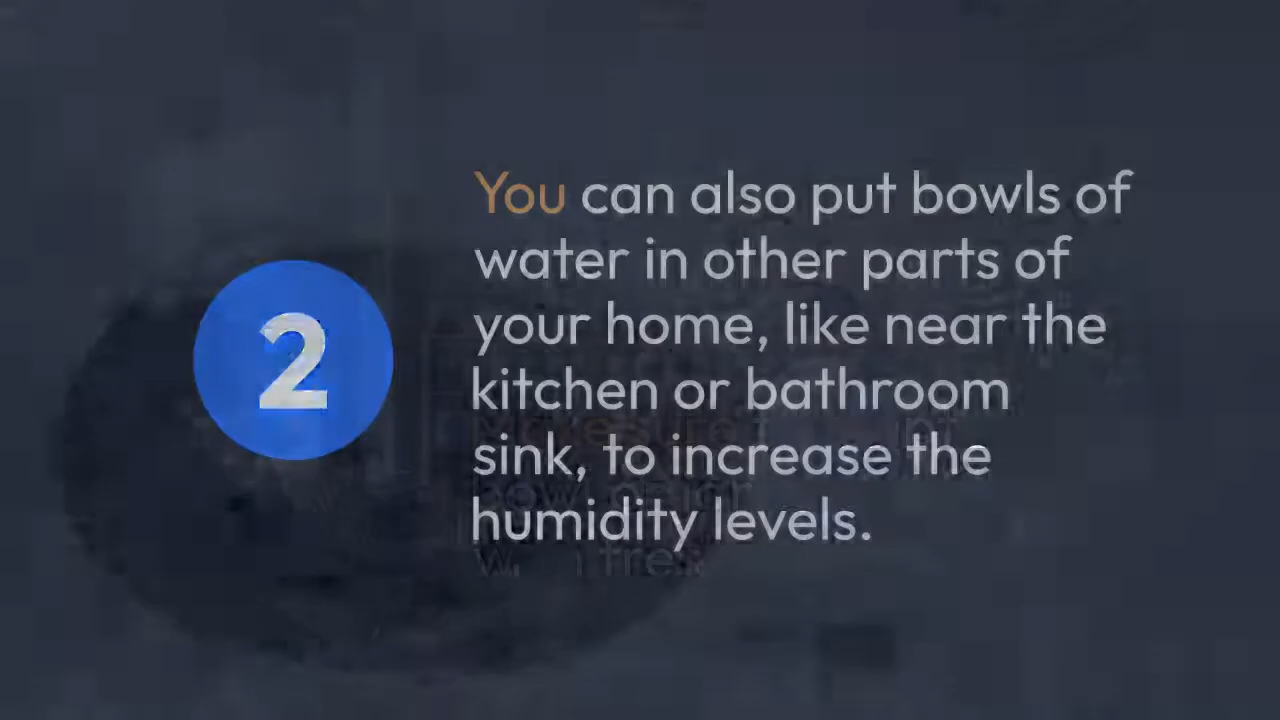 2
You can also put bowls of
water in other parts of
your home, like near the
kitchen or bathroom
sink, to increase the
humidity levels.